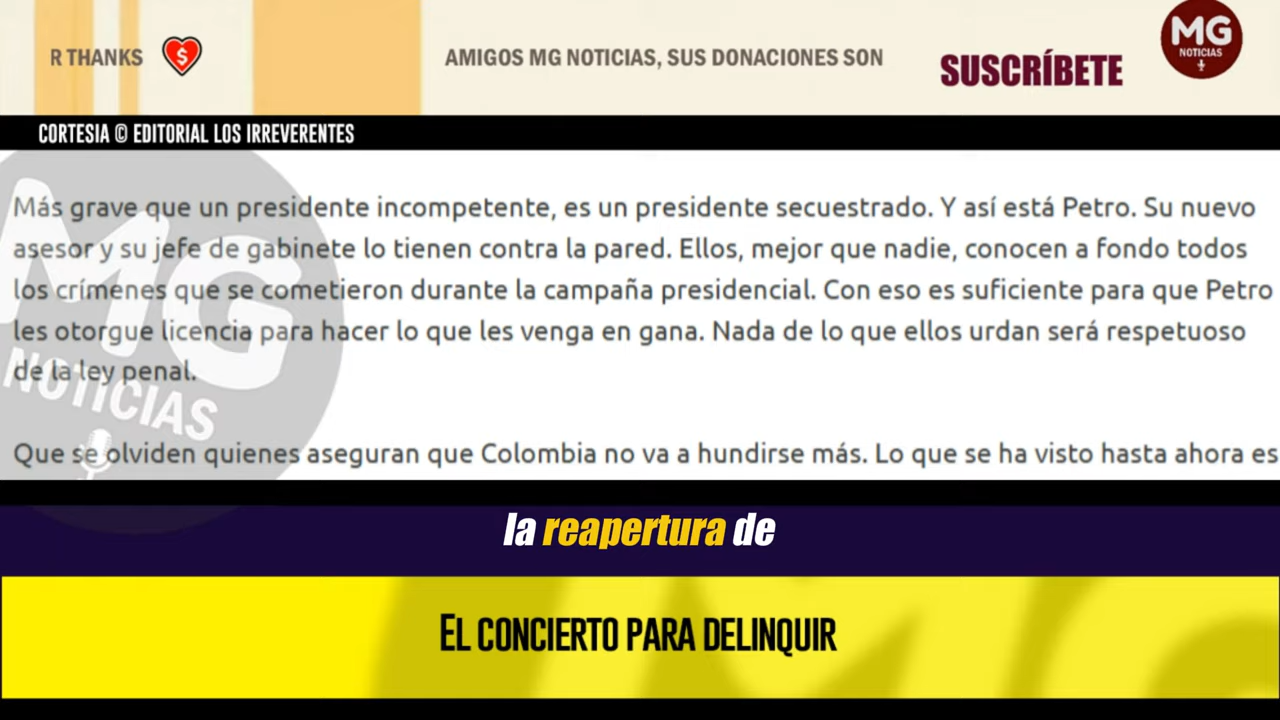 R THANKS
AMIGOS MG NOTICIAS, SUS DONACIONES SON
SUSCRÍBETE
MG
NOTICIAS
CORTESIA © EDITORIAL LOS IRREVERENTES
Más grave que un presidente incompetente, es un presidente secuestrado. Y así está Petro. Su nuevo
asesor y su jefe de gabinete lo tienen contra la pared. Ellos, mejor que nadie, conocen a fondo todos
los crímenes que se cometieron durante la campaña presidencial. Con eso es suficiente para que Petro
les otorgue licencia para hacer lo que les venga en gana. Nada de lo que ellos urdan será respetuoso
de la ley penal.
MG
NOTICIAS
Que se olviden quienes aseguran que Colombia no va a hundirse más. Lo que se ha visto hasta ahora es
la reapertura de
EL CONCIERTO PARA DELINQUIR